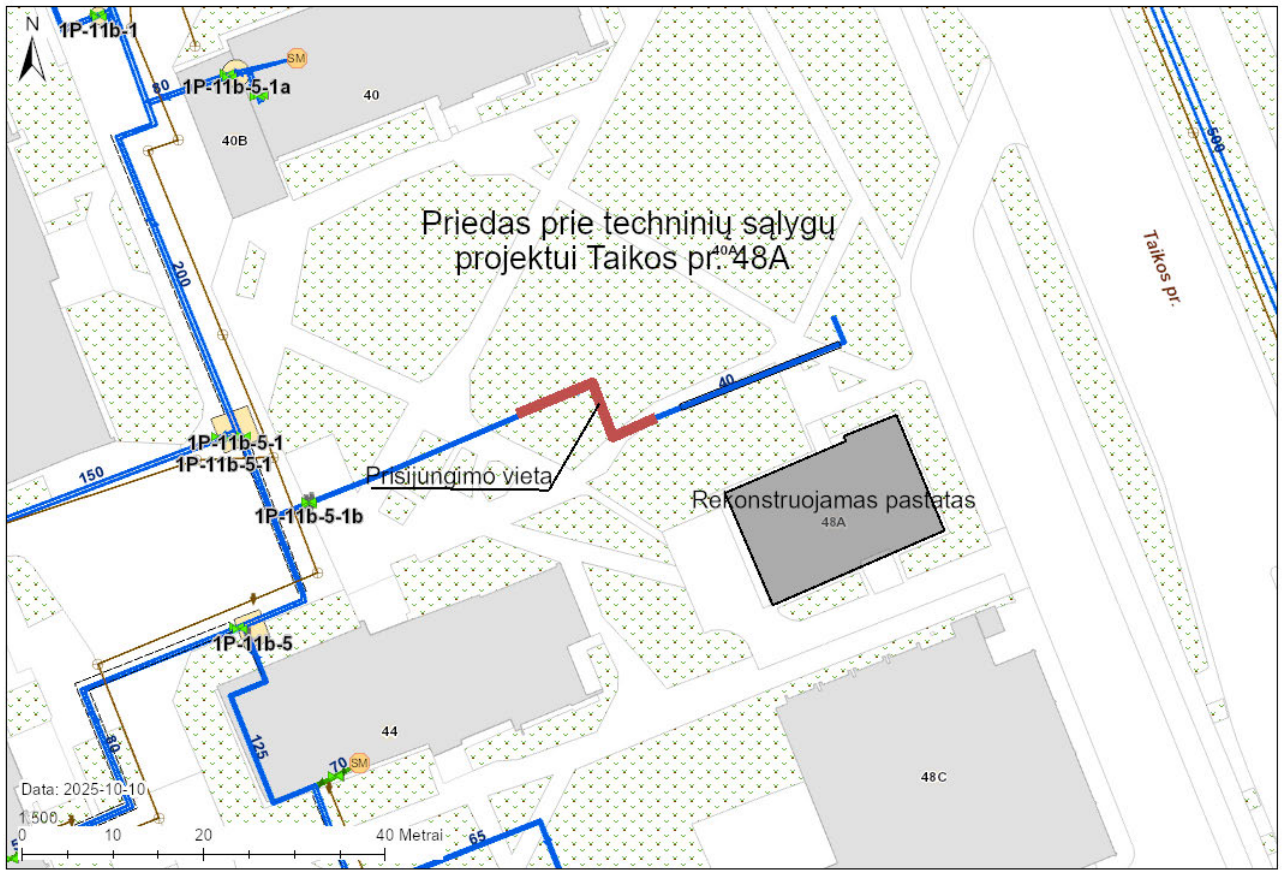 N
1P-11b-1
SM
80
1P-11b-5-1a
40
40B
500
Priedas prie techninių sąlygų
projektui Taikos pr. 48A
40A
Taikos pr.
200
40
1P-11b-5-1
1P-11b-5-1
150
Prisijungimo vieta
Rekonstruojamas pastatas
48A
1P-11b-5-1b
1P-11b-5
44
125
80
70
SM
48C
Data: 2025-10-10
1:500
0 10 20 40 Metrai
65